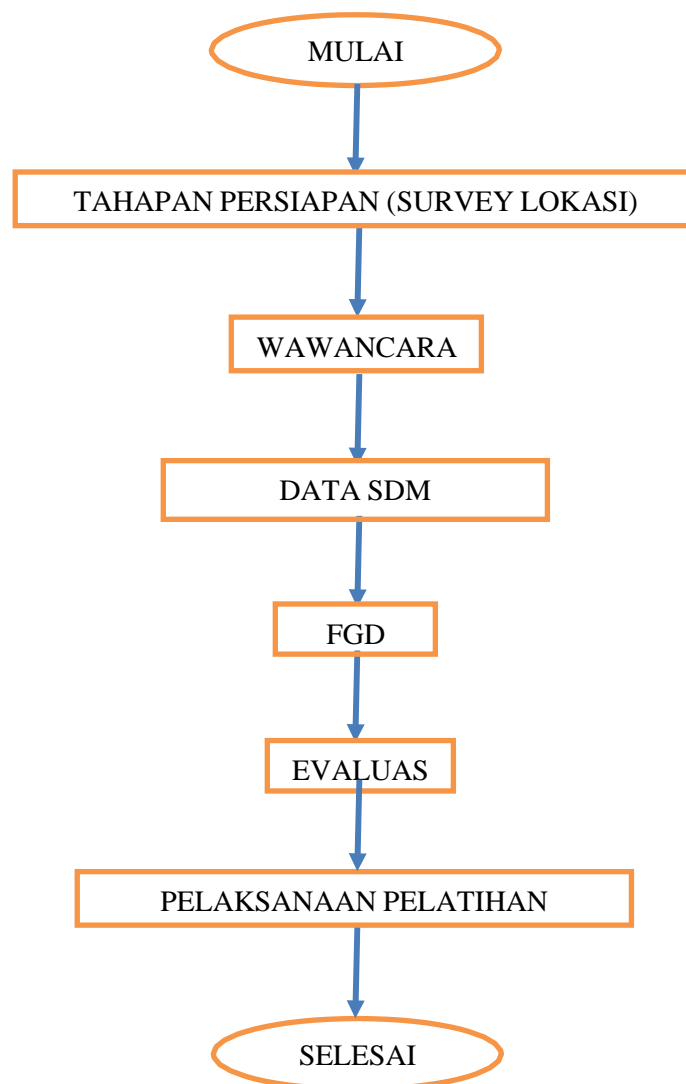 MULAI
TAHAPAN PERSIAPAN (SURVEY LOKASI)
WAWANCARA
DATA SDM
FGD
EVALUAS
PELAKSANAAN PELATIHAN
SELESAI